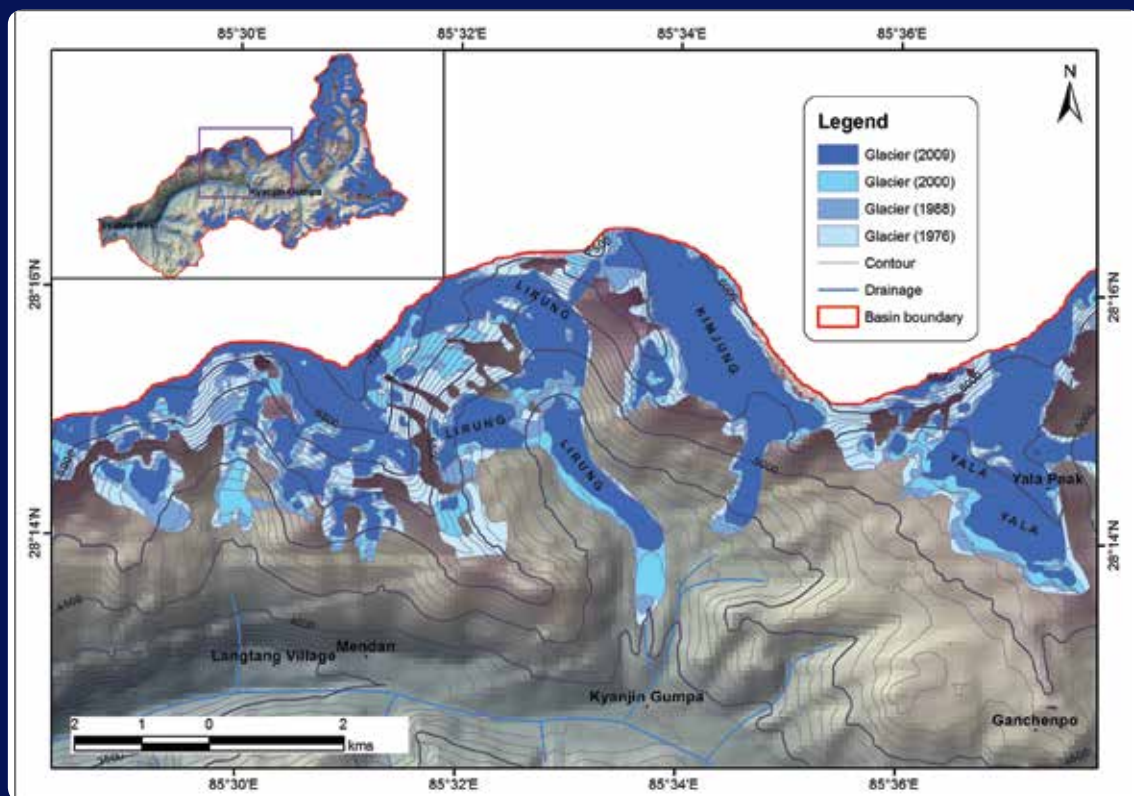 85°30'E 85°32'E 85°34'E 85°36'E
N
Legend
Glacier (2009)
Glacier (2000)
Glacier (1988)
Glacier (1976)
Contour
Drainage
Basin boundary
Kyanjin Gumpa
28°16'N
28°16'N
LIRUNG
KIMJUNG
LIRUNG
LIRUNG
YALA
Yala Peak
YALA
28°14'N
28°14'N
5000
5000
4500
Langtang Village
Mendan
Kyanjin Gumpa
Ganchenpo
2 1 0 2
kms
85°30'E 85°32'E 85°34'E 85°36'E